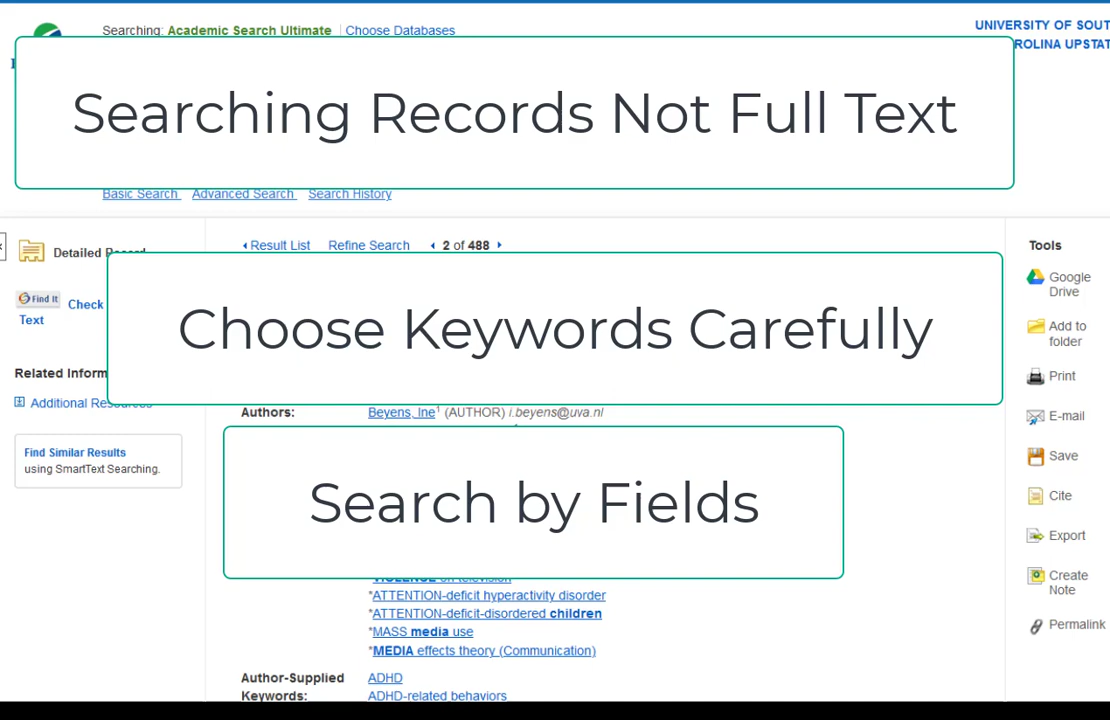 Searching: Academic Search Ultimate Choose Databases
UNIVERSITY OF SOUT
ROLINA UPSTAT
Searching Records Not Full Text
Basic Search Advanced Search Search History
Detailed Record
Result List Refine Search 2 of 488
Find It Check
Text
Related Inform
Additional Resources
Find Similar Results
using SmartText Searching.
Choose Keywords Carefully
Authors: Beyens, Ine1 (AUTHOR) i.beyens@uva.nl
Search by Fields
VIOLENCE on television
*ATTENTION-deficit hyperactivity disorder
*ATTENTION-deficit-disordered children
*MASS media use
*MEDIA effects theory (Communication)
Author-Supplied
Keywords:
ADHD
ADHD-related behaviors
Tools
Google
Drive
Add to
folder
Print
E-mail
Save
Cite
Export
Create
Note
Permalink